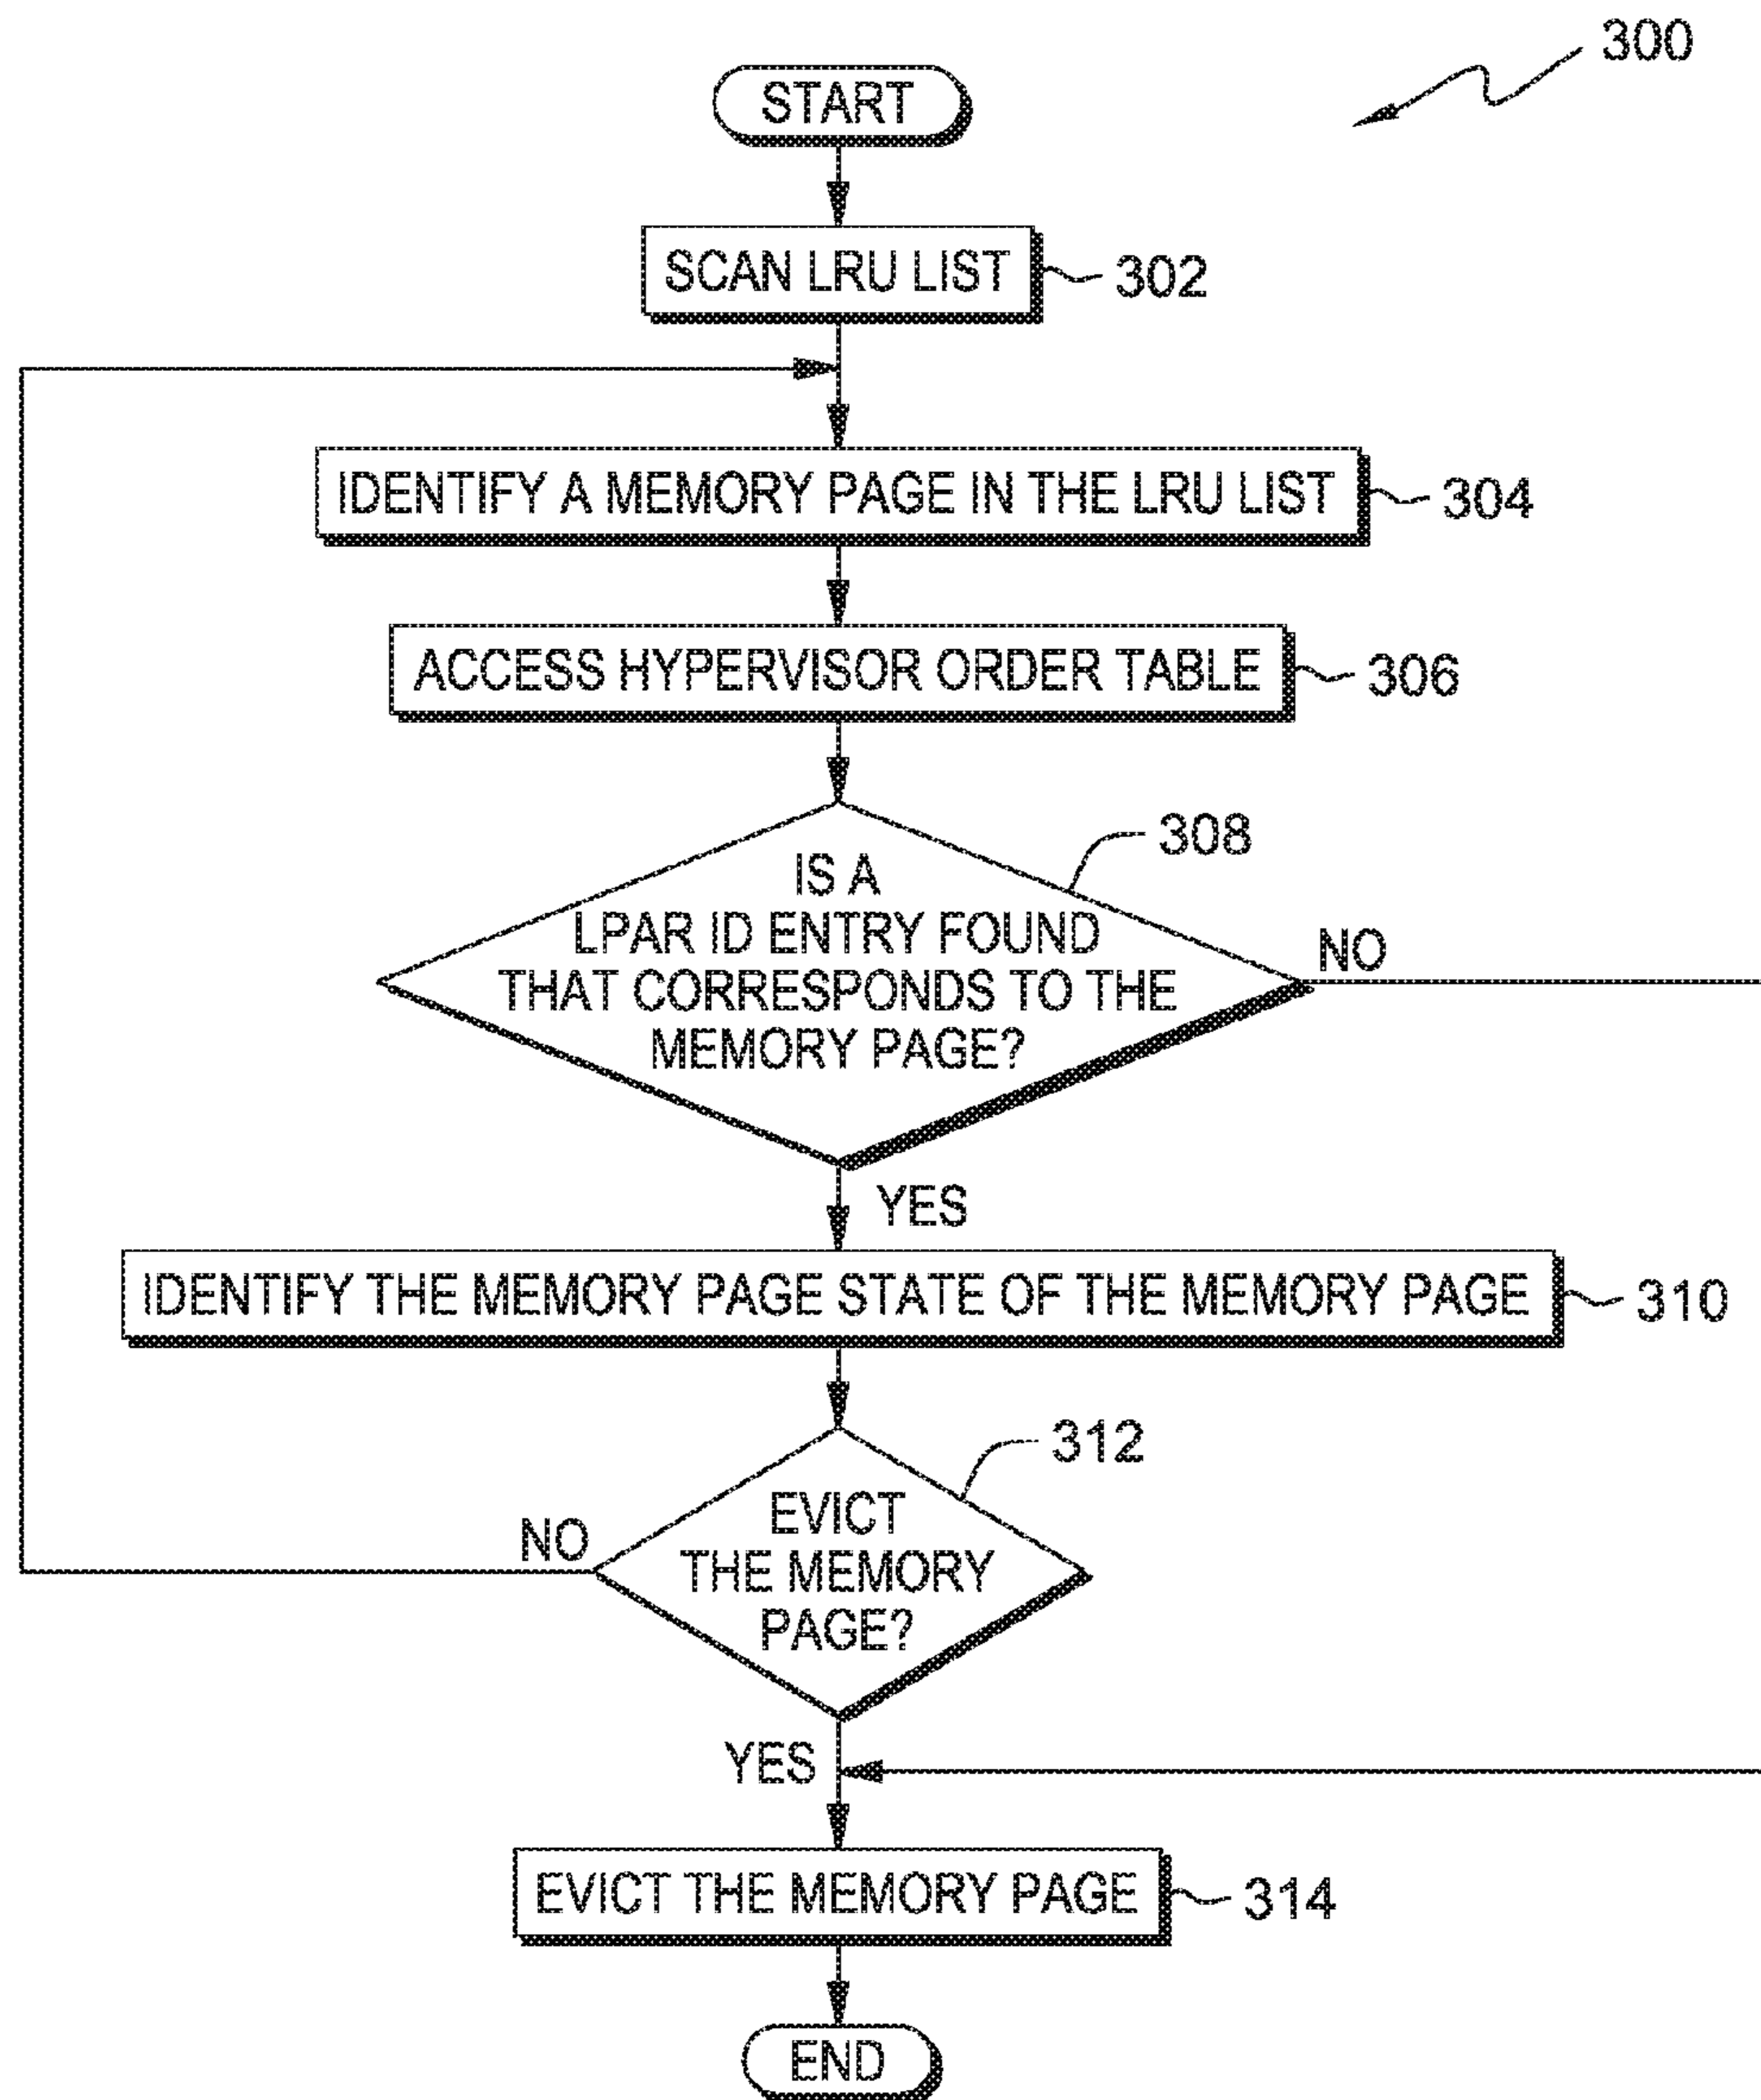 300
START
SCAN LRU LIST
302
IDENTIFY A MEMORY PAGE IN THE LRU LIST
304
ACCESS HYPERVISOR ORDER TABLE
306
308
IS A
LPAR ID ENTRY FOUND
THAT CORRESPONDS TO THE
MEMORY PAGE?
NO
YES
IDENTIFY THE MEMORY PAGE STATE OF THE MEMORY PAGE
310
312
EVICT
THE MEMORY
PAGE?
NO
YES
EVICT THE MEMORY PAGE
314
END